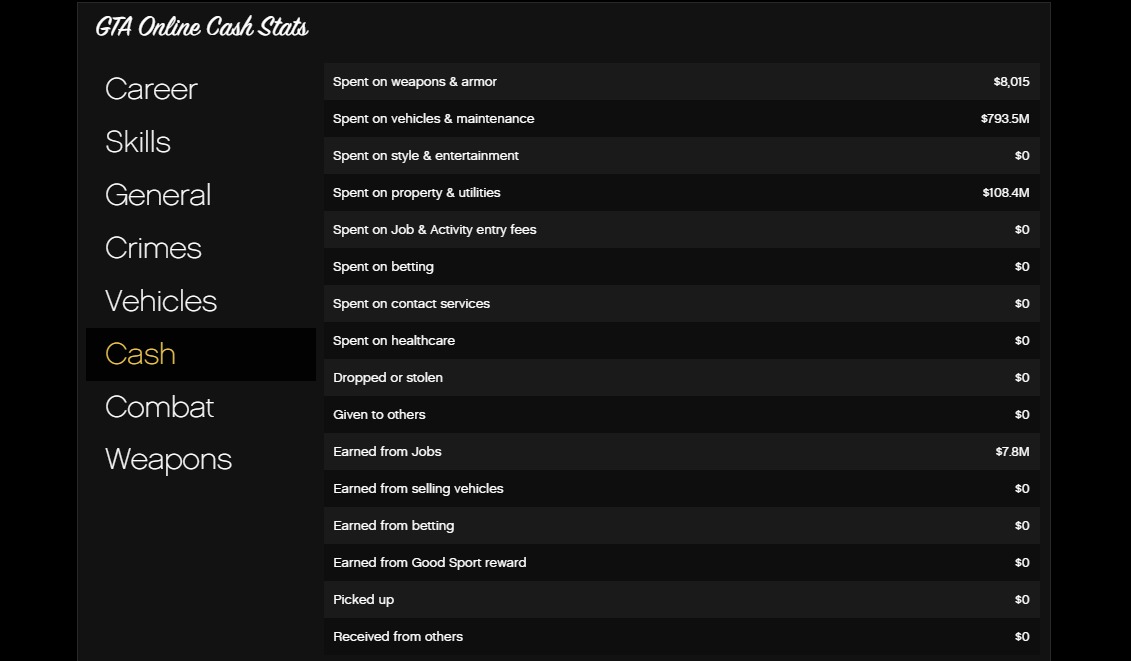 GTA Online Cash Stats
Career
Skills
General
Crimes
Vehicles
Cash
Combat
Weapons
Spent on weapons & armor $8,015
Spent on vehicles & maintenance $793.5M
Spent on style & entertainment $0
Spent on property & utilities $108.4M
Spent on Job & Activity entry fees $0
Spent on betting $0
Spent on contact services $0
Spent on healthcare $0
Dropped or stolen $0
Given to others $0
Earned from Jobs $7.8M
Earned from selling vehicles $0
Earned from betting $0
Earned from Good Sport reward $0
Picked up $0
Received from others $0